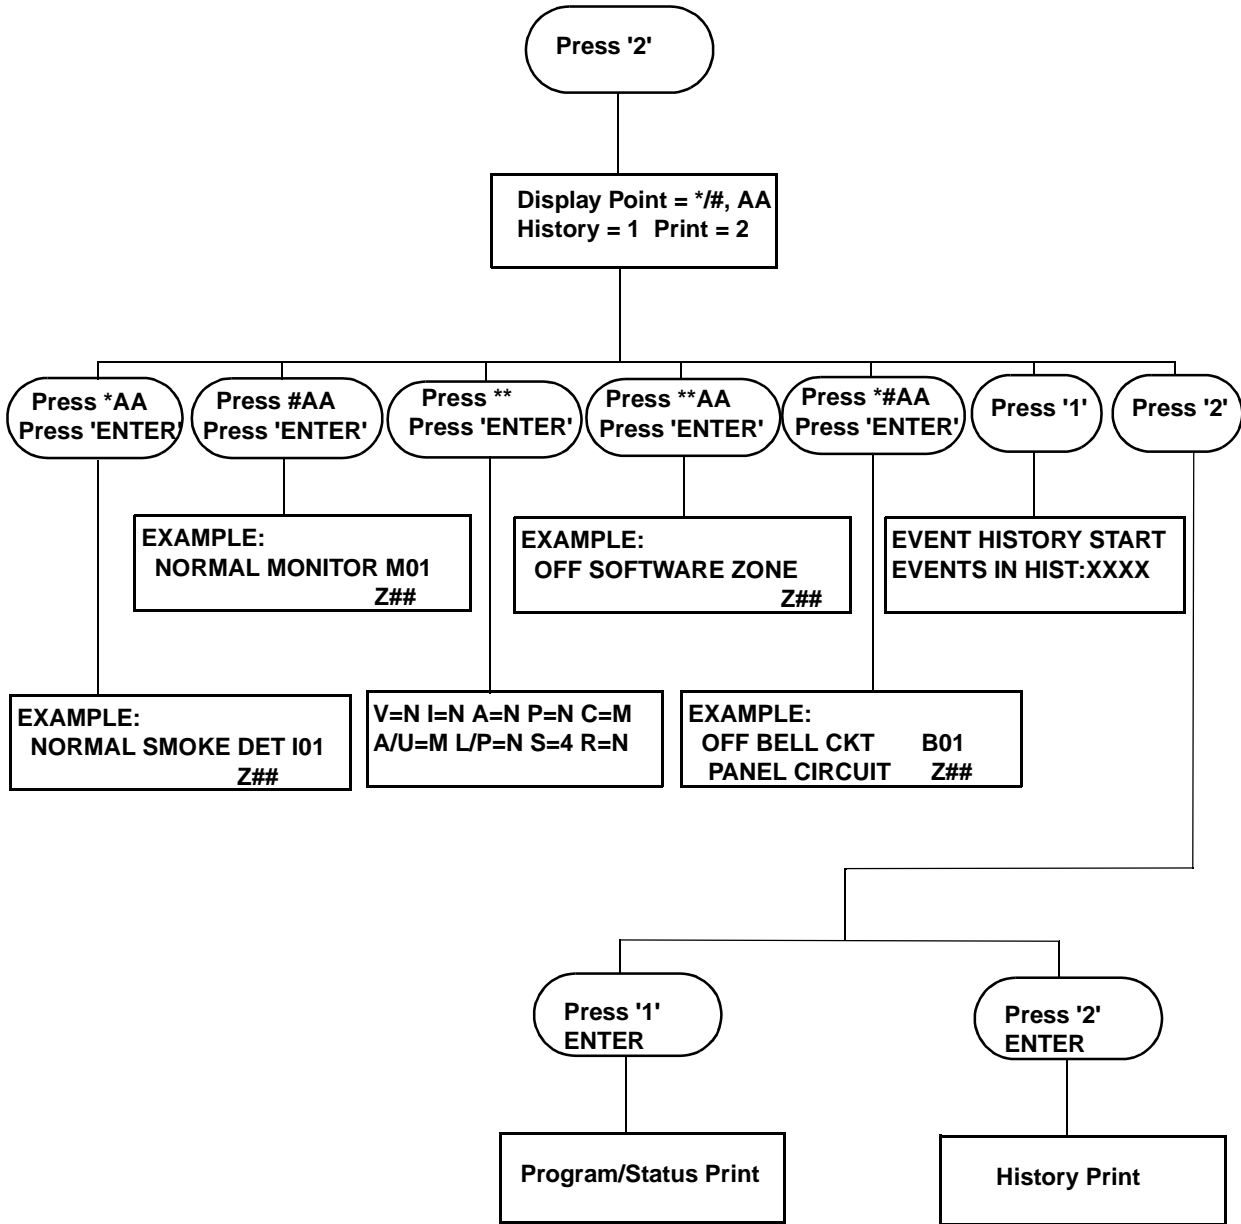 Press '2'
Display Point = */#, AA
History = 1 Print = 2
Press *AA
Press 'ENTER'
Press #AA
Press 'ENTER'
Press **
Press 'ENTER'
Press **AA
Press 'ENTER'
Press *#AA
Press 'ENTER'
Press '1'
Press '2'
EXAMPLE:
NORMAL MONITOR M01
Z##
EXAMPLE:
OFF SOFTWARE ZONE
Z##
EVENT HISTORY START
EVENTS IN HIST:XXXX
EXAMPLE:
NORMAL SMOKE DET I01
Z##
V=N I=N A=N P=N C=M
A/U=M L/P=N S=4 R=N
EXAMPLE:
OFF BELL CKT B01
PANEL CIRCUIT Z##
Press '1'
ENTER
Press '2'
ENTER
Program/Status Print
History Print